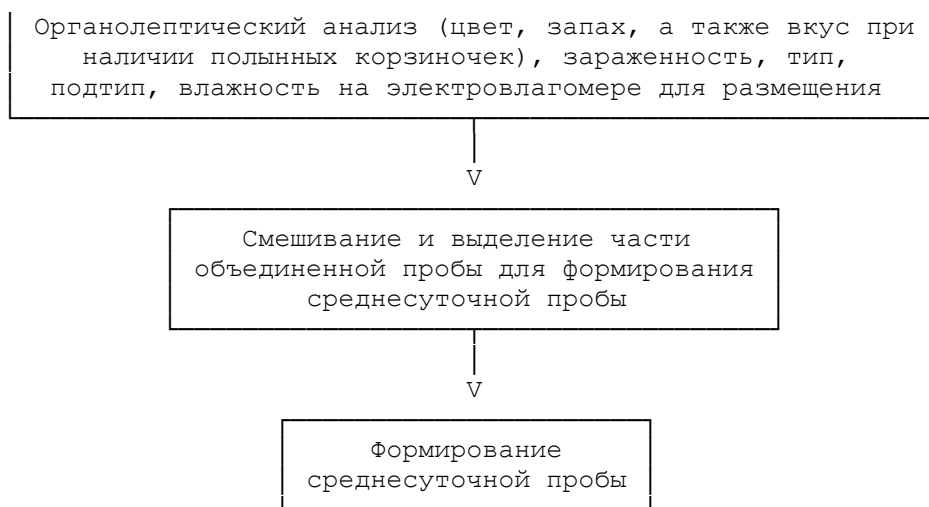 Органолептический анализ (цвет, запах, а также вкус при
наличии полынных корзиночек), зараженность, тип,
подтип, влажность на электровлагомере для размещения
V
Смешивание и выделение части
объединенной пробы для формирования
среднесуточной пробы
V
Формирование
среднесуточной пробы